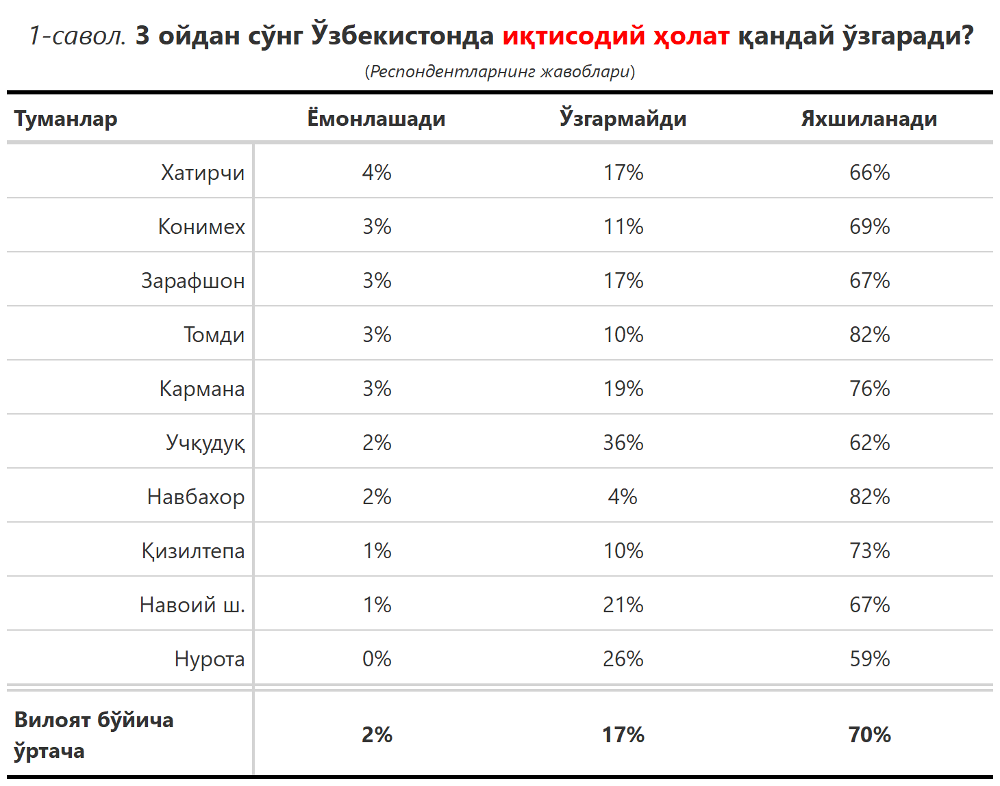 1-савол. 3 ойдан сўнг Ўзбекистонда иқтисодий ҳолат қандай ўзгаради?
(Респондентларнинг жавоблари)
Туманлар Ёмонлашади Ўзгармайди Яхшиланади
Хатирчи 4% 17% 66%
Конимех 3% 11% 69%
Зарафшон 3% 17% 67%
Томди 3% 10% 82%
Кармана 3% 19% 76%
Учқудуқ 2% 36% 62%
Навбахор 2% 4% 82%
Қизилтепа 1% 10% 73%
Навоий ш. 1% 21% 67%
Нурота 0% 26% 59%
Вилоят бўйича
ўртача 2% 17% 70%